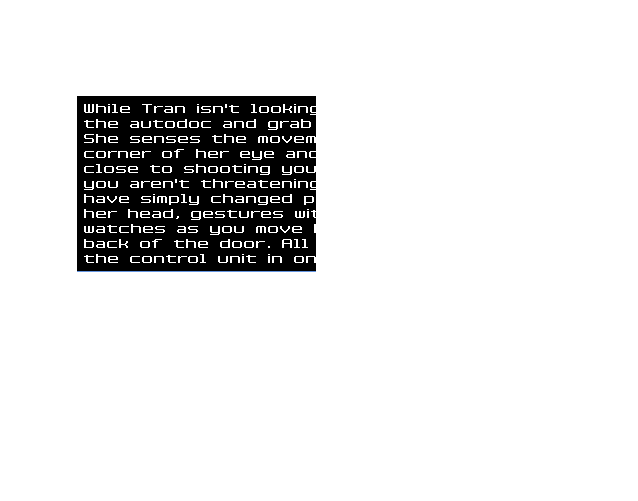 While Tran isn't looking
the autodoc and grab
She senses the movem
corner of her eye and
close to shooting you
you aren't threatening
have simply changed p
her head, gestures wit
watches as you move
back of the door. All
the control unit in on